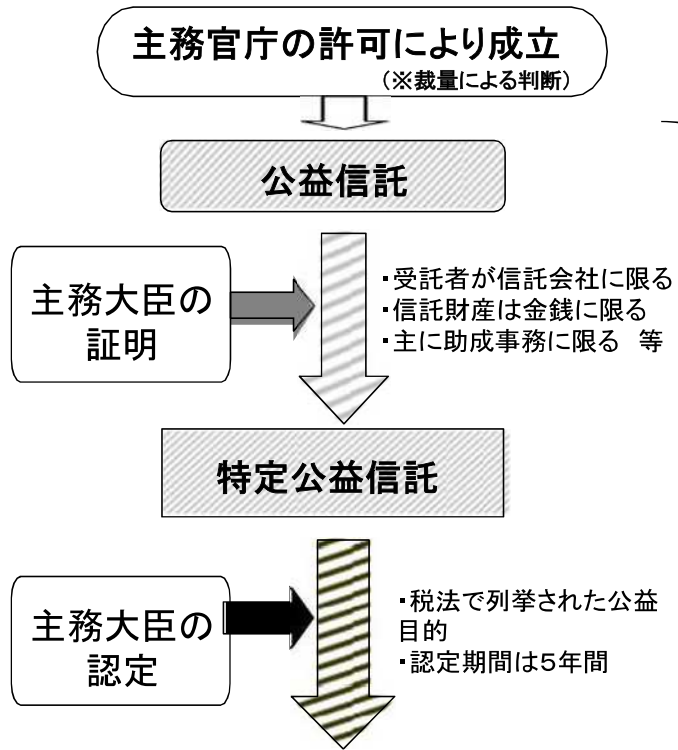 主務官庁の許可により成立
(※裁量による判断)
公益信託
主務大臣の
証明
・受託者が信託会社に限る
・信託財産は金銭に限る
・主に助成事務に限る 等
特定公益信託
主務大臣の
認定
・税法で列挙された公益
目的
・認定期間は５年間